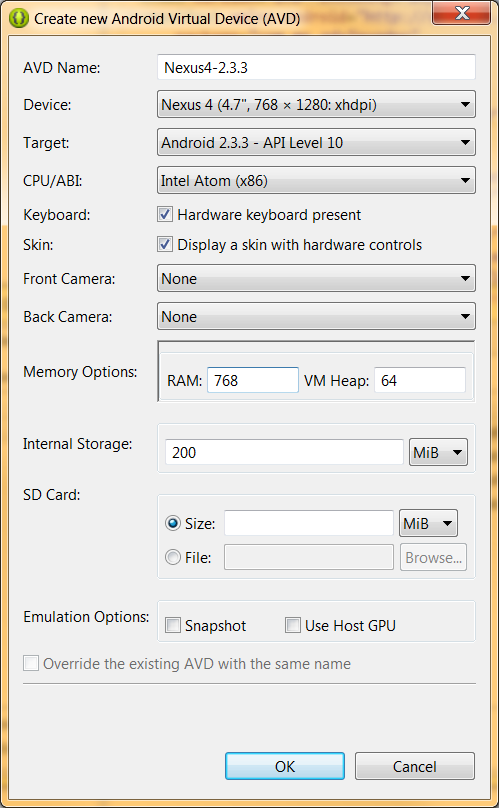 Create new Android Virtual Device (AVD)
AVD Name: Nexus4-2.3.3
Device: Nexus 4 (4.7", 768 × 1280: xhdpi)
Target: Android 2.3.3 - API Level 10
CPU/ABI: Intel Atom (x86)
Keyboard: Hardware keyboard present
Skin: Display a skin with hardware controls
Front Camera: None
Back Camera: None
Memory Options: RAM: 768 VM Heap: 64
Internal Storage: 200 MiB
SD Card:
Size: MiB
File: Browse...
Emulation Options: Snapshot Use Host GPU
Override the existing AVD with the same name
OK Cancel